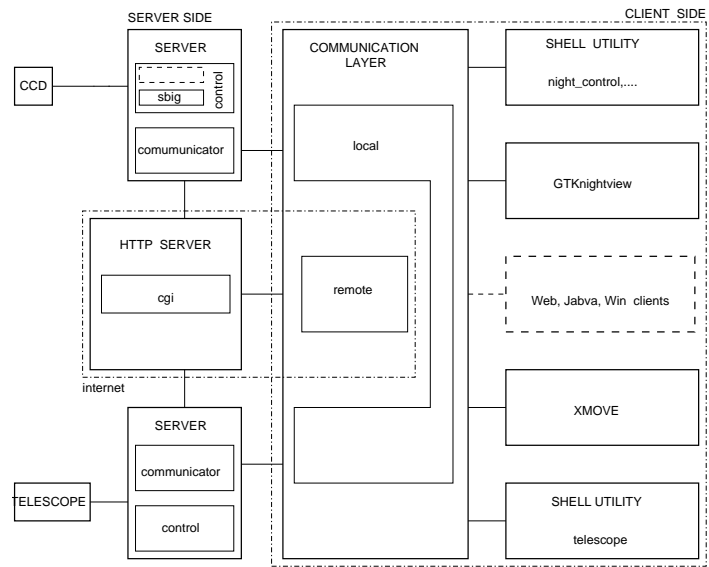 SERVER SIDE
CLIENT SIDE
SERVER
control
sbig
comumunicator
CCD
COMMUNICATION
LAYER
local
remote
SHELL UTILITY
night_control,....
GTKnightview
HTTP SERVER
cgi
internet
Web, Jabva, Win clients
XMOVE
SERVER
communicator
control
TELESCOPE
SHELL UTILITY
telescope